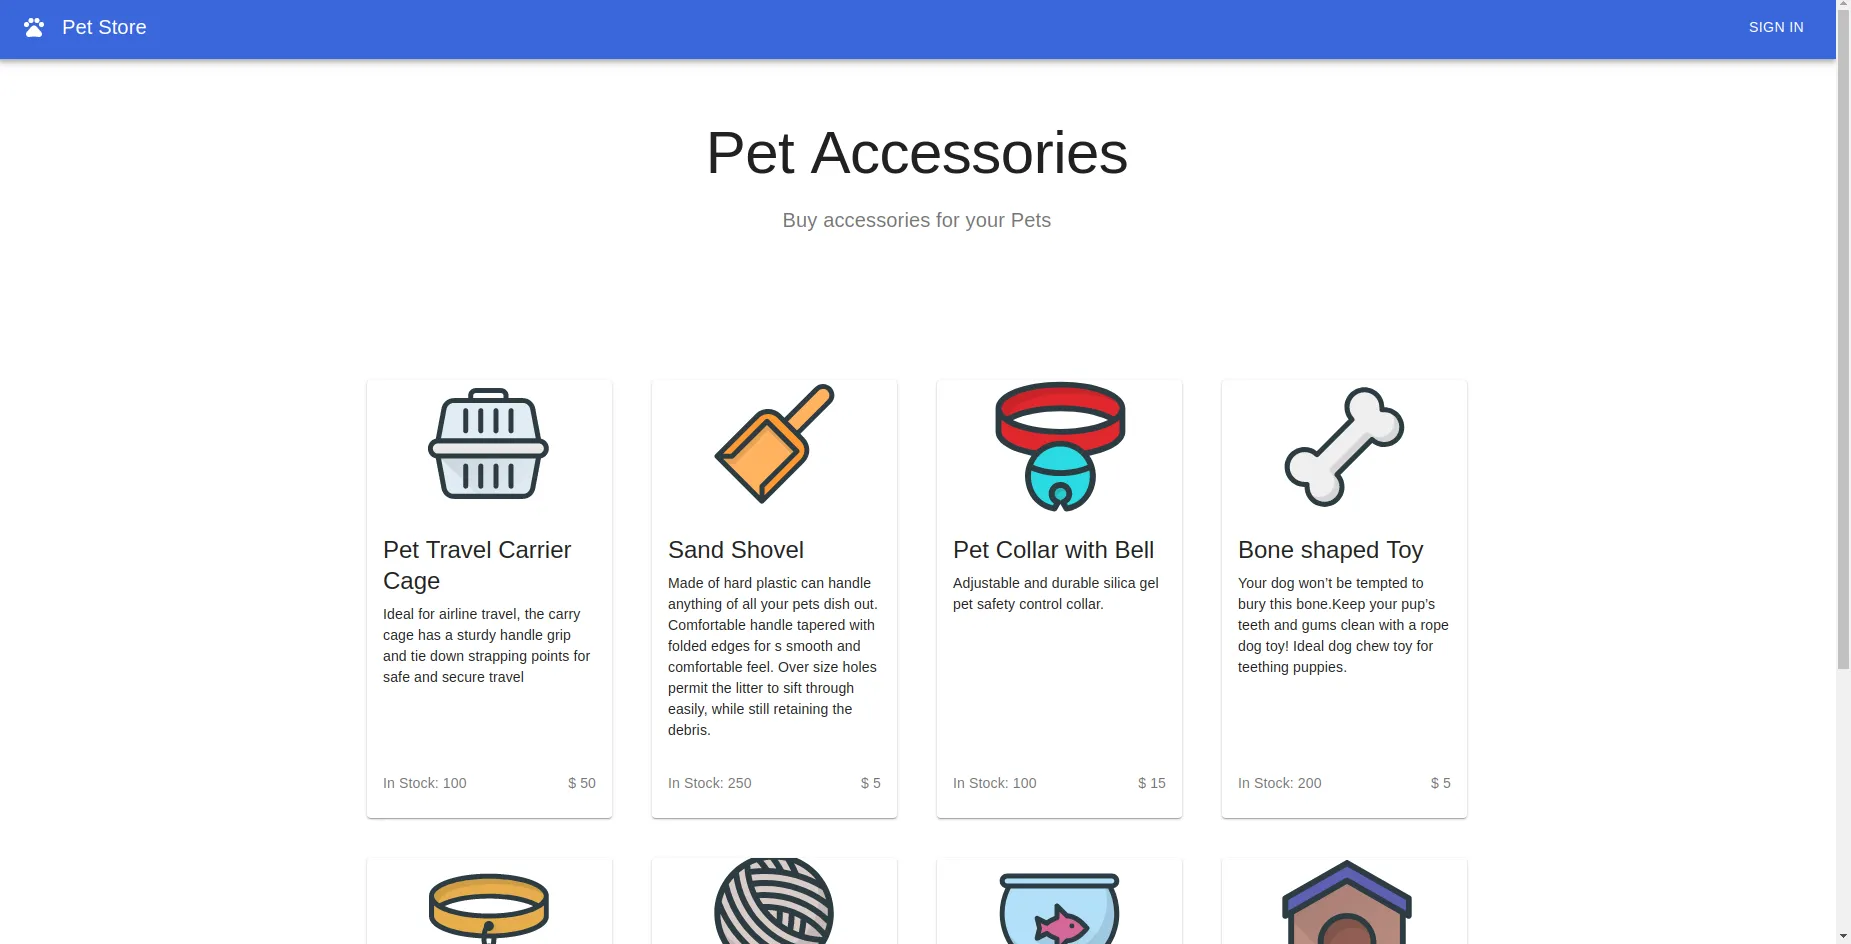 Pet Store
SIGN IN
Pet Accessories
Buy accessories for your Pets
Pet Travel Carrier
Cage
Ideal for airline travel, the carry
cage has a sturdy handle grip
and tie down strapping points for
safe and secure travel
In Stock: 100
$ 50
Sand Shovel
Made of hard plastic can handle
anything of all your pets dish out.
Comfortable handle tapered with
folded edges for s smooth and
comfortable feel. Over size holes
permit the litter to sift through
easily, while still retaining the
debris.
In Stock: 250
$ 5
Pet Collar with Bell
Adjustable and durable silica gel
pet safety control collar.
In Stock: 100
$ 15
Bone shaped Toy
Your dog won’t be tempted to
bury this bone.Keep your pup’s
teeth and gums clean with a rope
dog toy! Ideal dog chew toy for
teething puppies.
In Stock: 200
$ 5